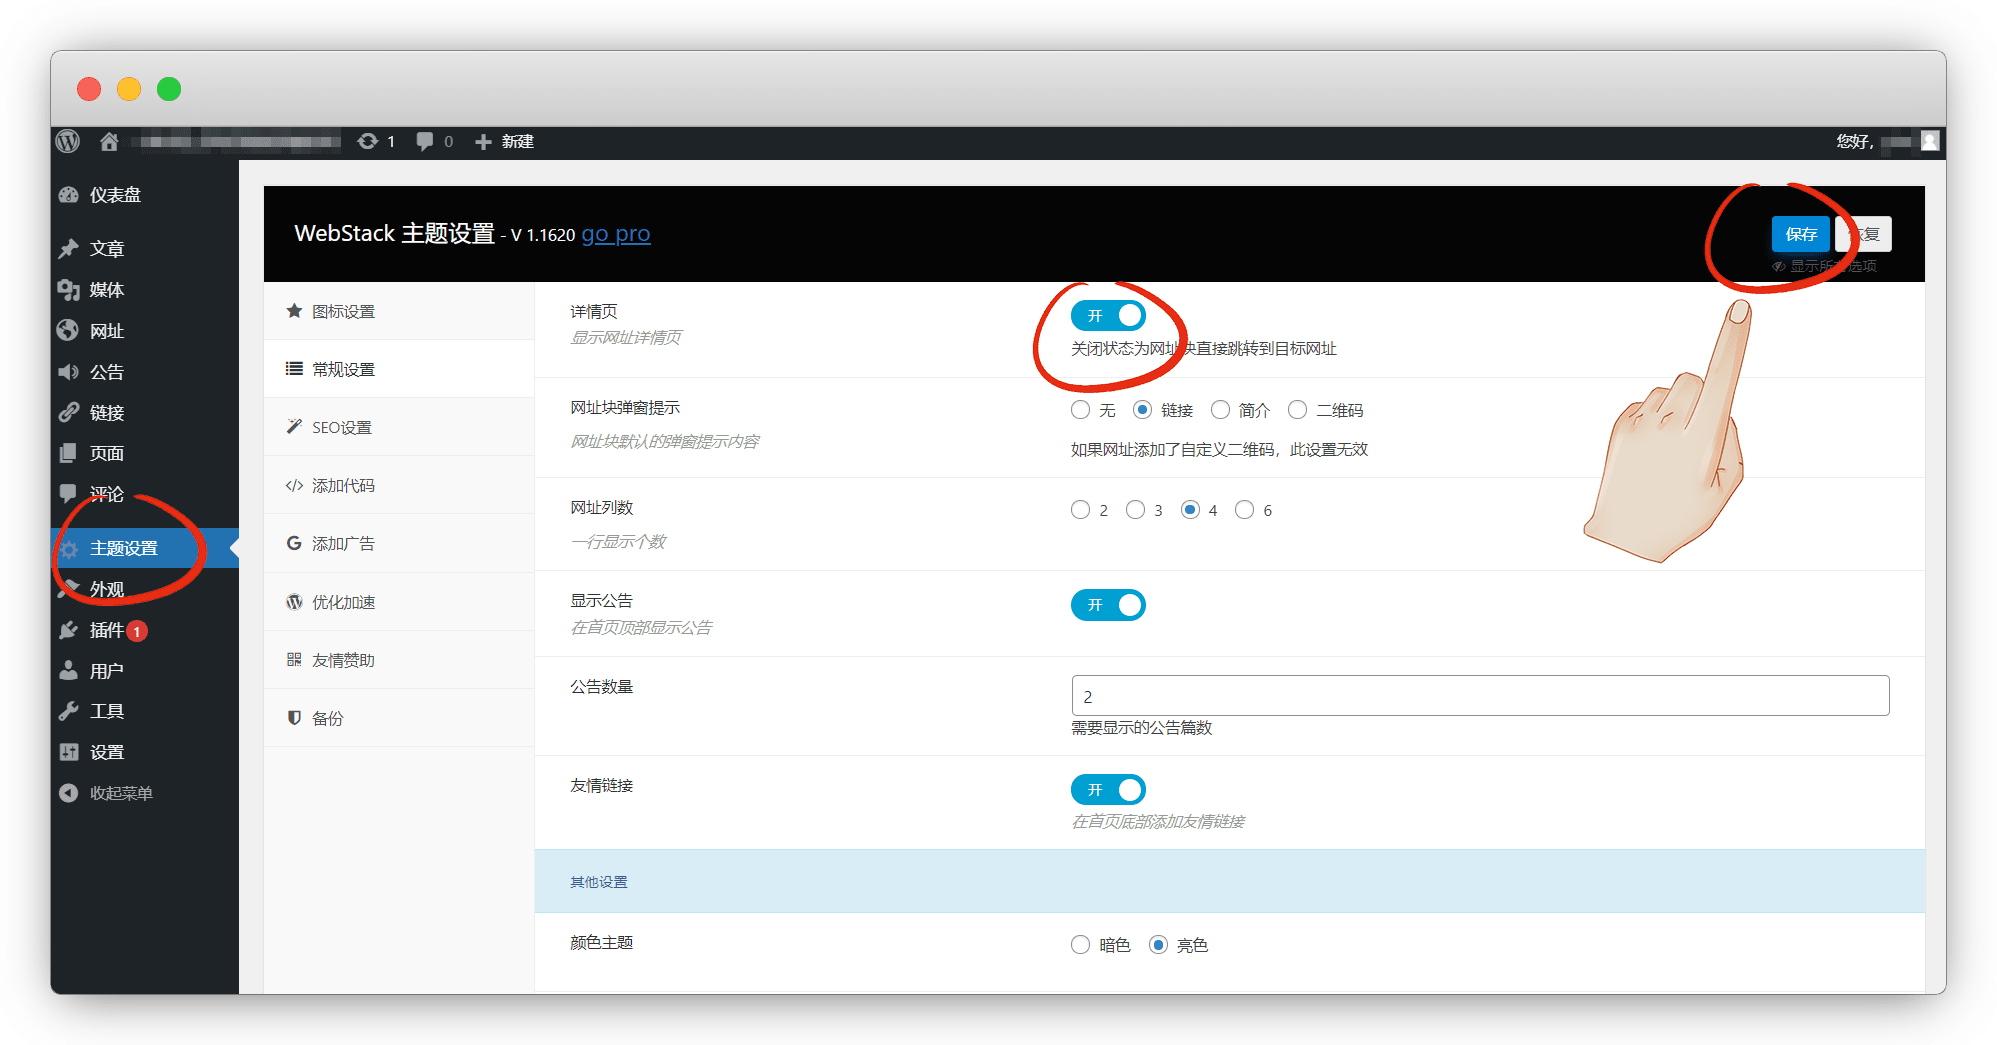 1 0 新建
您好,
仪表盘
文章
媒体
网址
公告
链接
页面
评论
主题设置
外观
插件 1
用户
工具
设置
收起菜单
WebStack 主题设置 - V 1.1620 go pro
保存 恢复
显示所有选项
图标设置
常规设置
SEO设置
添加代码
添加广告
优化加速
友情赞助
备份
详情页
显示网址详情页
开
关闭状态为网址块直接跳转到目标网址
网址块弹窗提示
网址块默认的弹窗提示内容
无 链接 简介 二维码
如果网址添加了自定义二维码，此设置无效
网址列数
一行显示个数
2 3 4 6
显示公告
在首页顶部显示公告
开
公告数量
2
需要显示的公告篇数
友情链接
开
在首页底部添加友情链接
其他设置
颜色主题
暗色 亮色